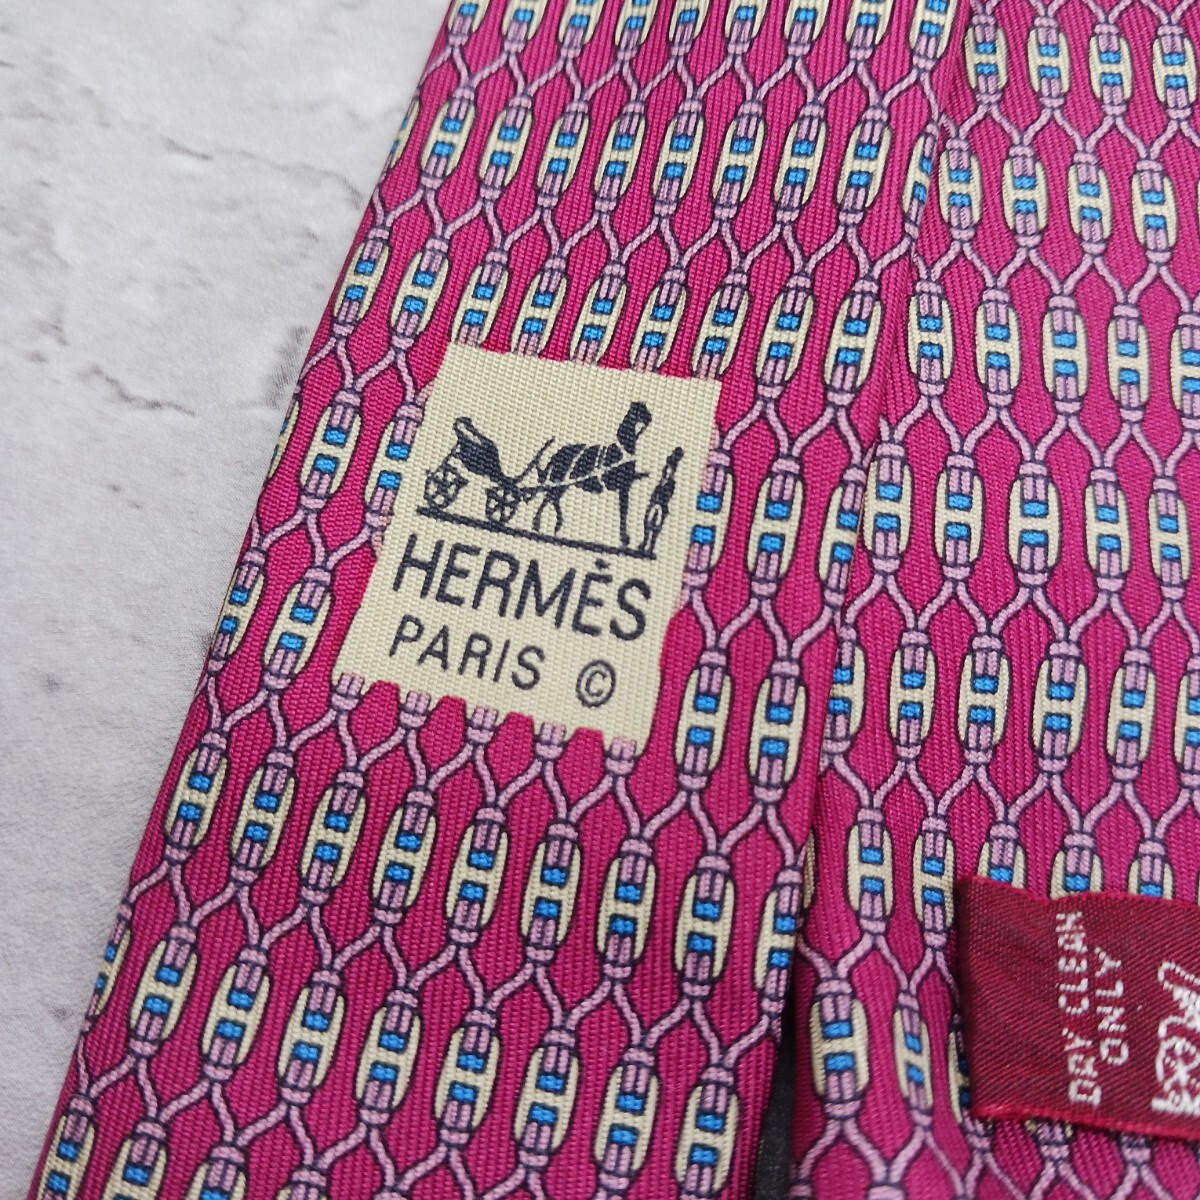 HERMÈS
PARIS ©
DRY CLEAN
ONLY